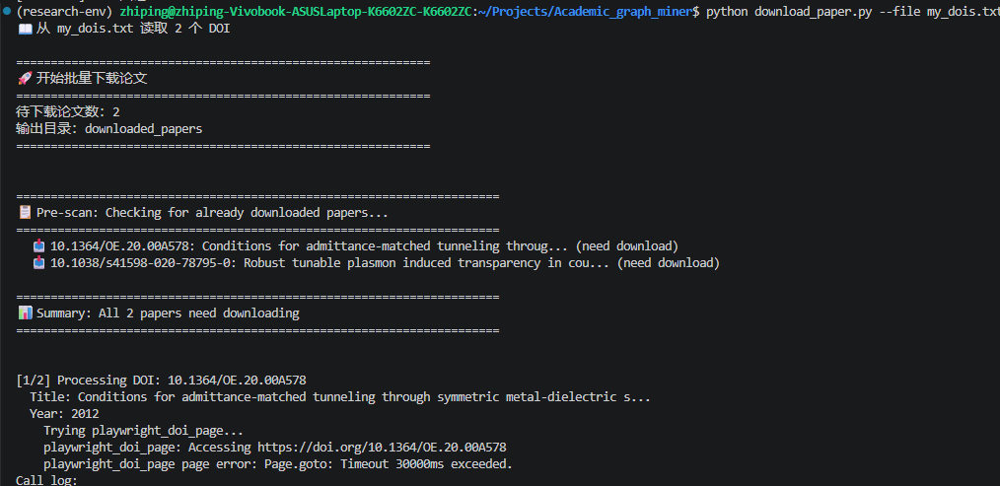 (research-env) zhiping@zhiping-Vivobook-ASUSLaptop-K6602ZC-K6602ZC:~/Projects/Academic_graph_miner$ python download_paper.py --file my_dois.txt
📖 从 my_dois.txt 读取 2 个 DOI
============================================================
🚀 开始批量下载论文
============================================================
待下载论文数: 2
输出目录: downloaded_papers
============================================================
======================================================================
📋 Pre-scan: Checking for already downloaded papers...
======================================================================
📥 10.1364/OE.20.00A578: Conditions for admittance-matched tunneling throug... (need download)
📥 10.1038/s41598-020-78795-0: Robust tunable plasmon induced transparency in cou... (need download)
======================================================================
📊 Summary: All 2 papers need downloading
======================================================================
[1/2] Processing DOI: 10.1364/OE.20.00A578
Title: Conditions for admittance-matched tunneling through symmetric metal-dielectric s...
Year: 2012
Trying playwright_doi_page...
playwright_doi_page: Accessing https://doi.org/10.1364/OE.20.00A578
playwright_doi_page page error: Page.goto: Timeout 30000ms exceeded.
Call log: